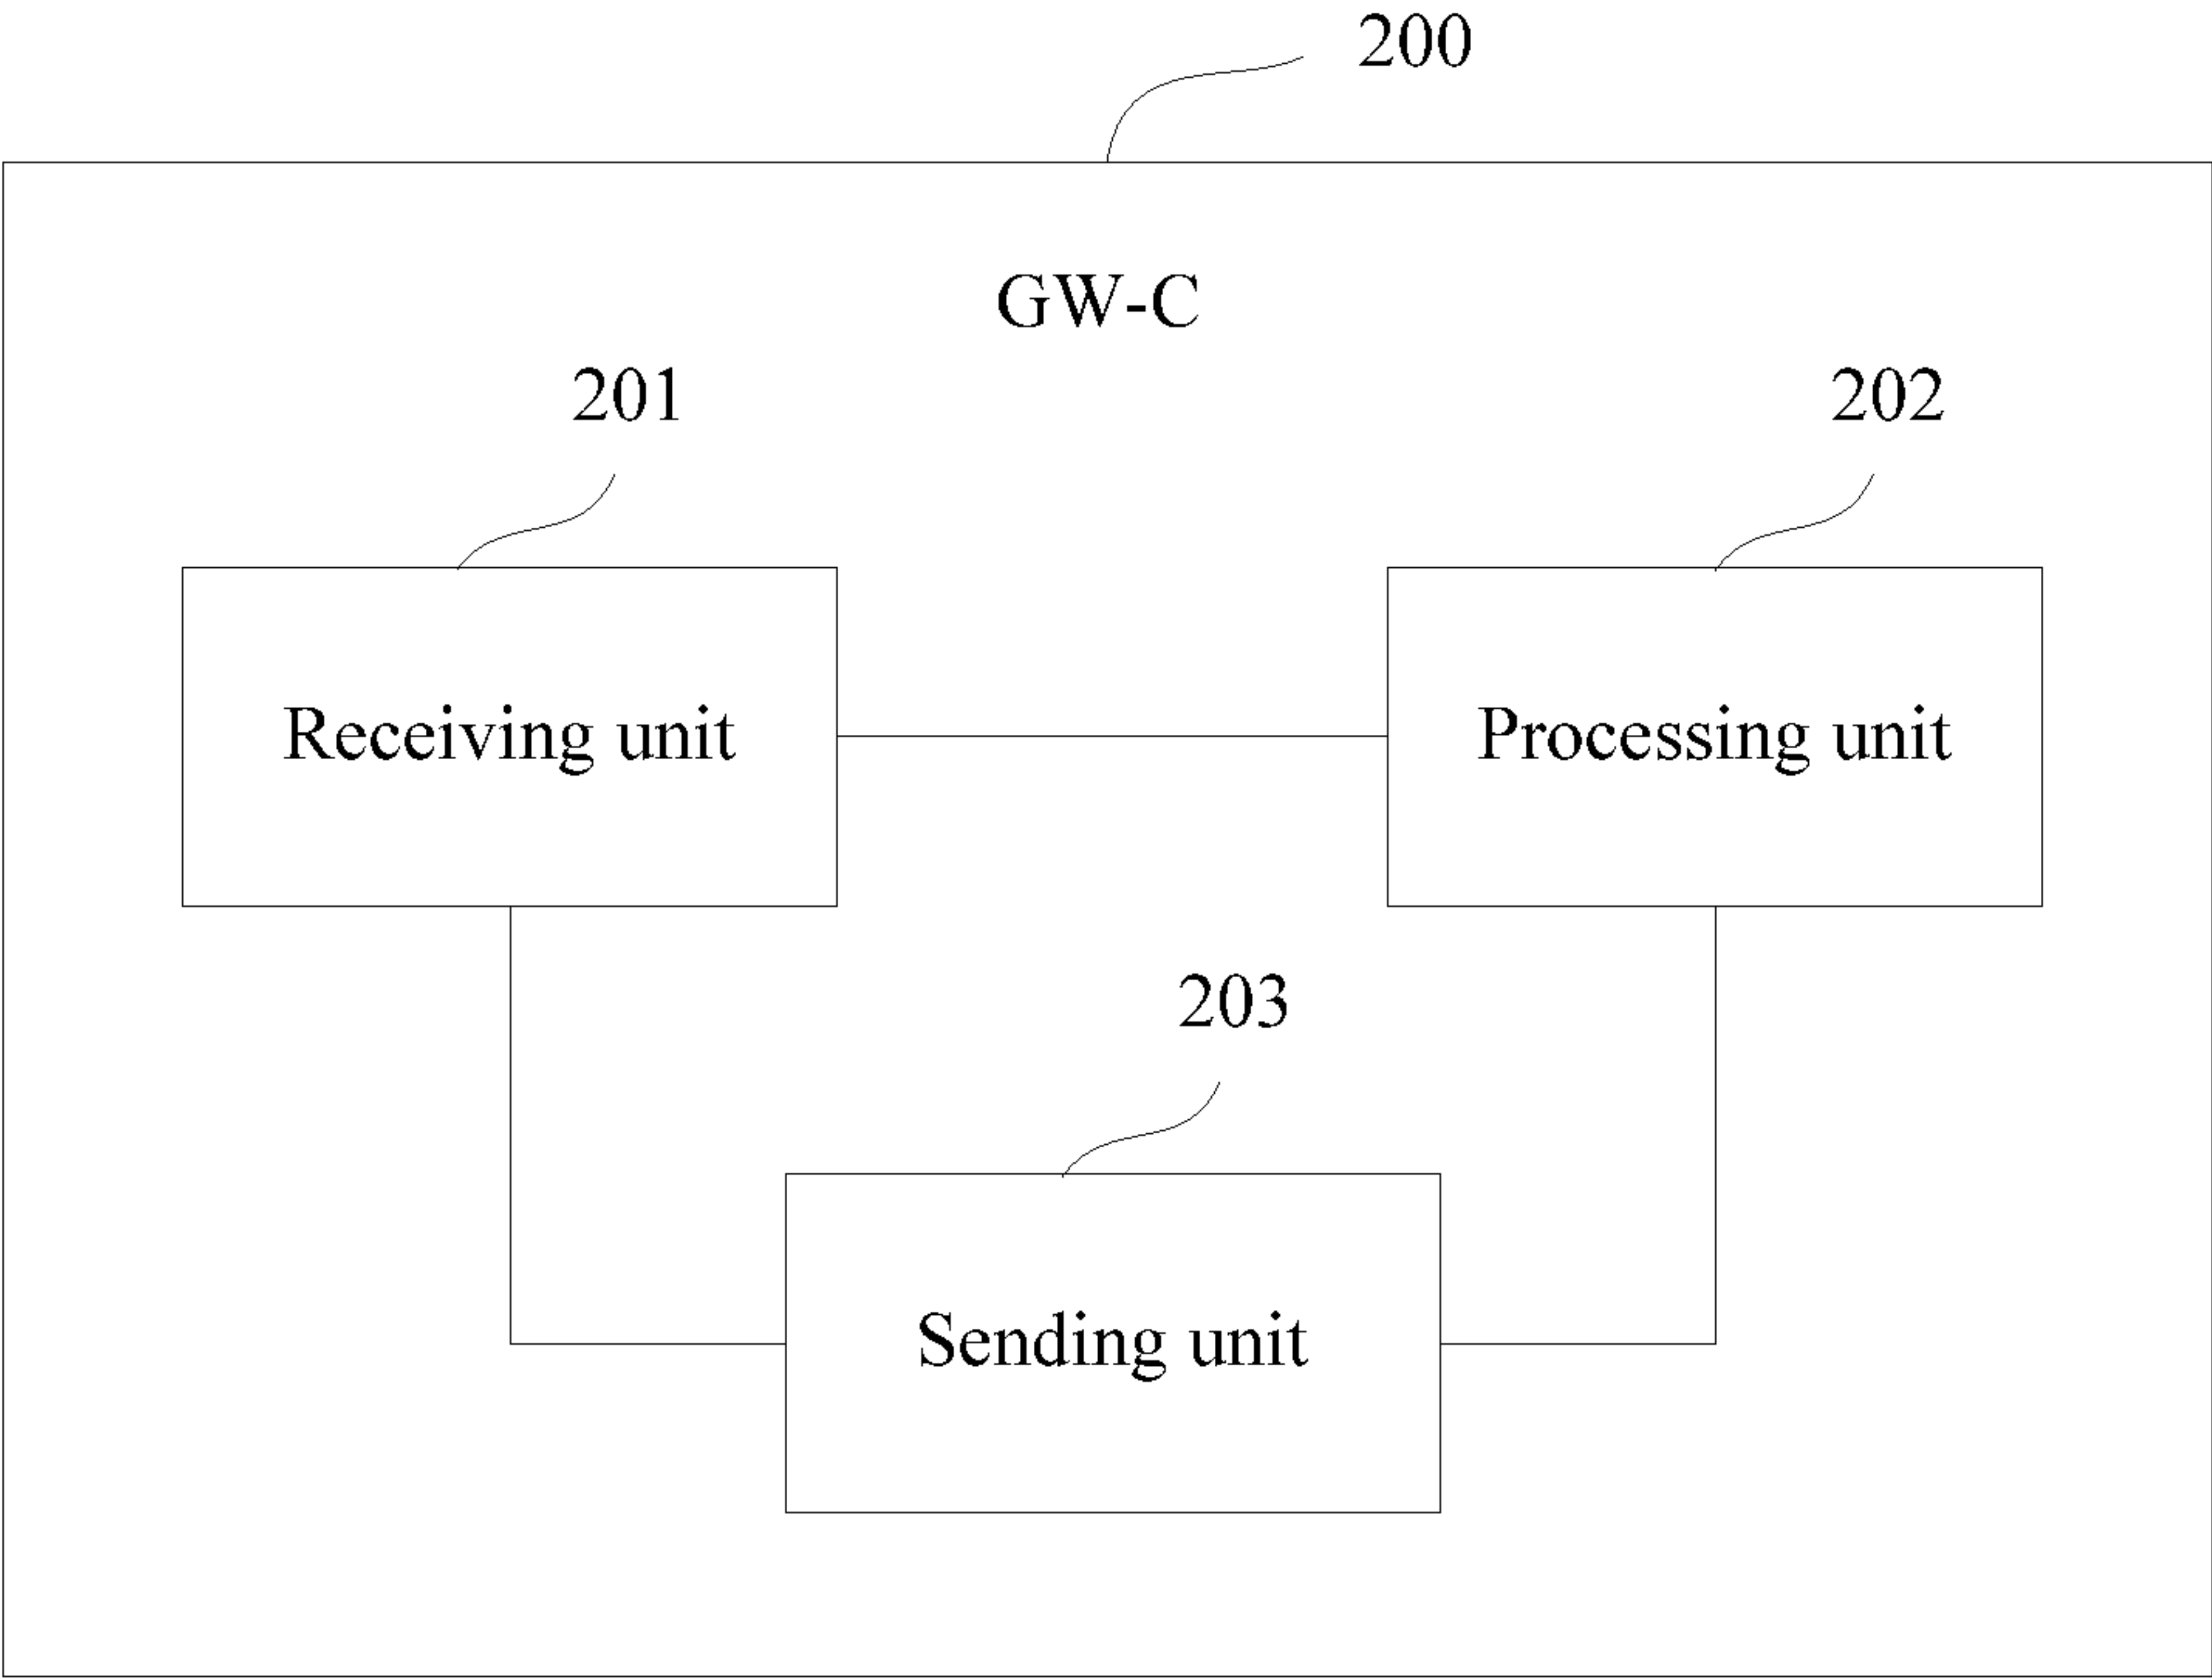 200
GW-C
201
202
Receiving unit
Processing unit
203
Sending unit